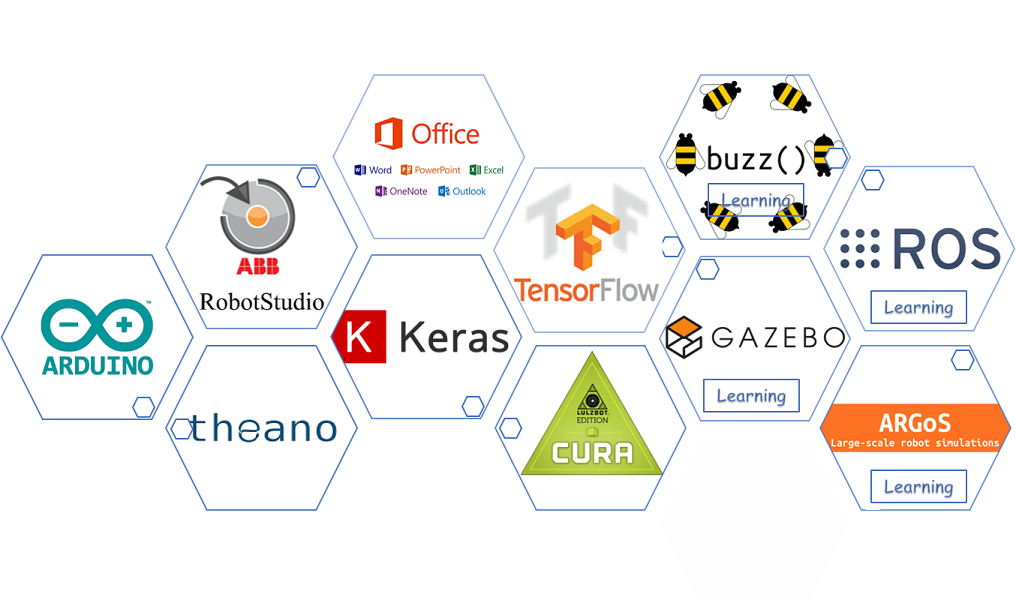 Office
Word PowerPoint Excel
OneNote Outlook
buzz()
Learning
ABB
RobotStudio
TensorFlow
ROS
Learning
ARDUINO
™
K Keras
GAZEBO
Learning
theano
LULZBOT
EDITION
CURA
ARGoS
Large-scale robot simulations
Learning